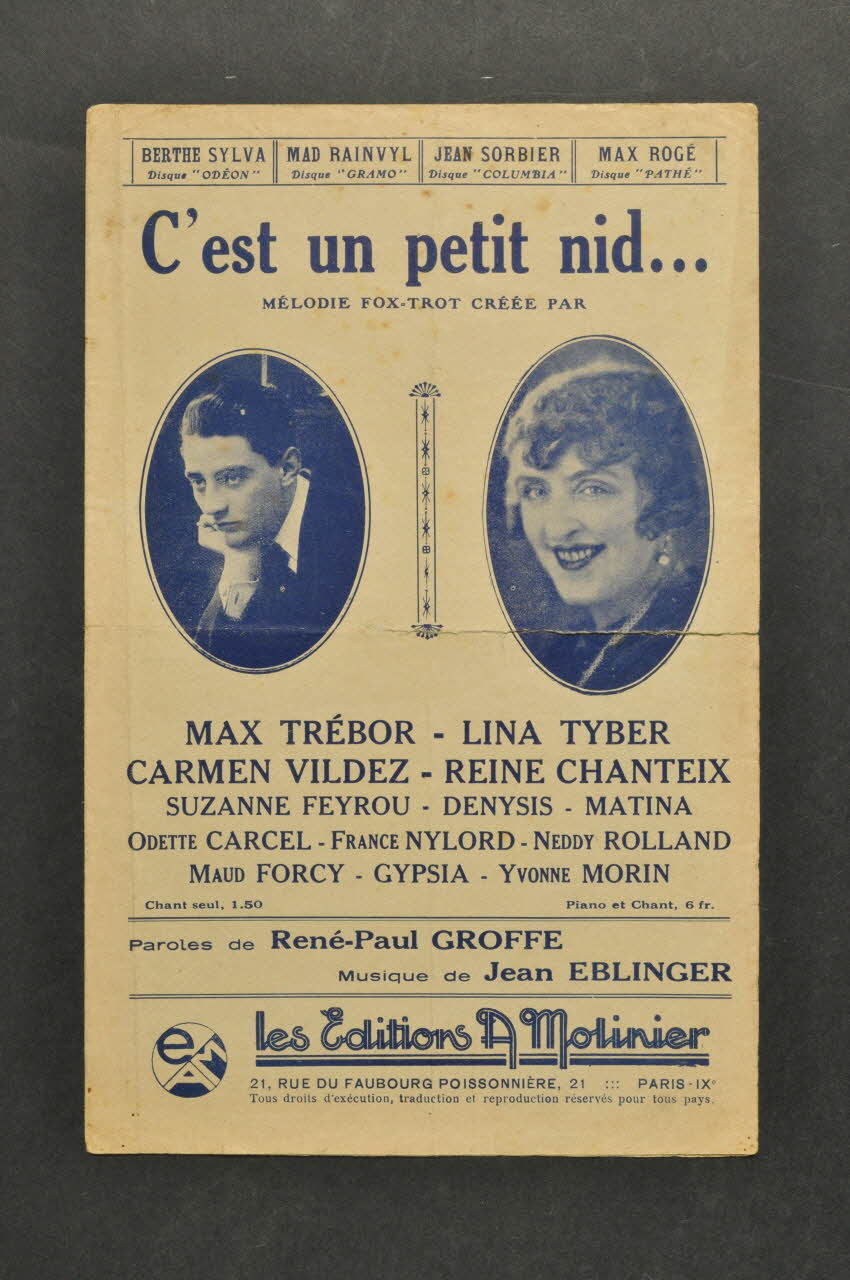 BERTHE SYLVA MAD RAINVYL JEAN SORBIER MAX ROGÉ
Disque "ODÉON" Disque "GRAMO" Disque "COLUMBIA" Disque "PATHÉ"
C'est un petit nid...
MÉLODIE FOX-TROT CRÉÉE PAR
MAX TRÉBOR - LINA TYBER
CARMEN VILDEZ - REINE CHANTEIX
SUZANNE FEYROU - DENYSIS - MATINA
ODETTE CARCEL - FRANCE NYLORD - NEDDY ROLLAND
MAUD FORCY - GYPSIA - YVONNE MORIN
Chant seul, 1.50 Piano et Chant, 6 fr.
Paroles de René-Paul GROFFE
Musique de Jean EBLINGER
les Editions A Molinier
21, RUE DU FAUBOURG POISSONNIÈRE, 21 ::: PARIS-IXᵉ
Tous droits d'exécution, traduction et reproduction réservés pour tous pays.